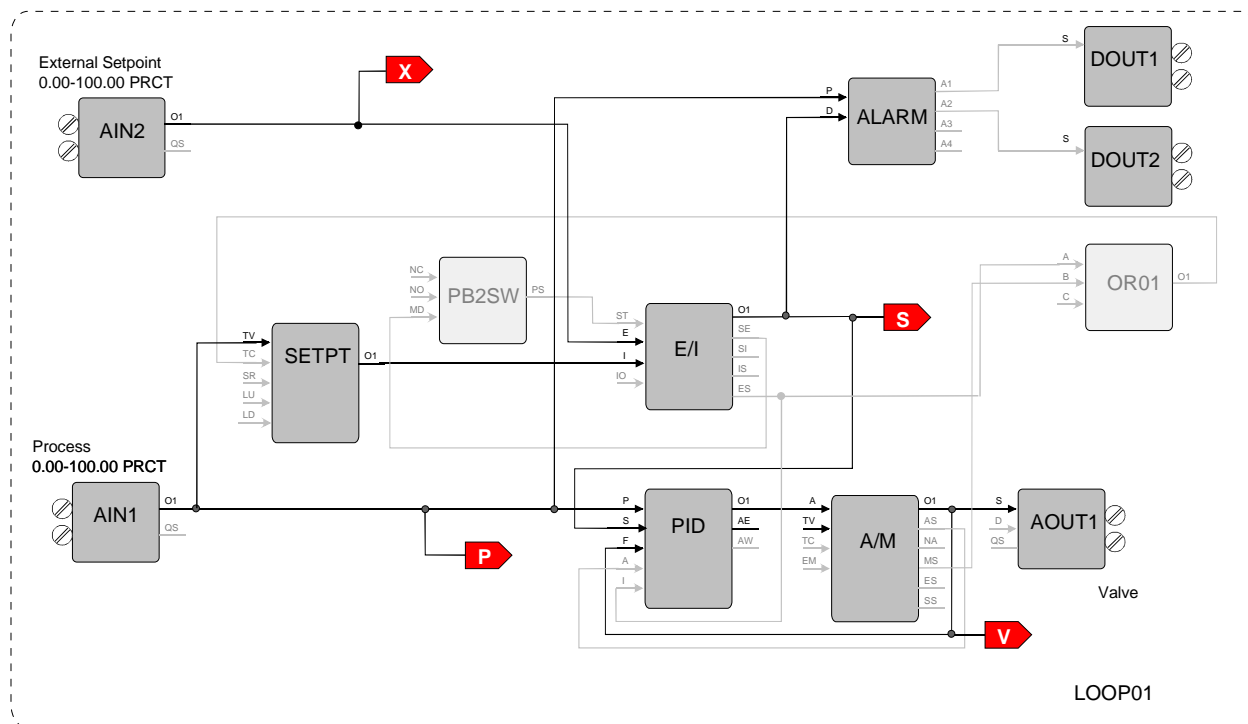 External Setpoint
0.00-100.00 PRCT
AIN2
O1
QS
X
P
D
ALARM
A1
A2
A3
A4
S
DOUT1
S
DOUT2
NC
NO
MD
PB2SW
PS
A
B
C
OR01
O1
TV
TC
SR
LU
LD
SETPT
O1
ST
E
I
IO
E/I
O1
SE
SI
IS
ES
S
Process
0.00-100.00 PRCT
AIN1
O1
QS
P
P
S
F
A
I
PID
O1
AE
AW
A
TV
TC
EM
A/M
O1
AS
NA
MS
ES
SS
S
D
QS
AOUT1
Valve
V
LOOP01